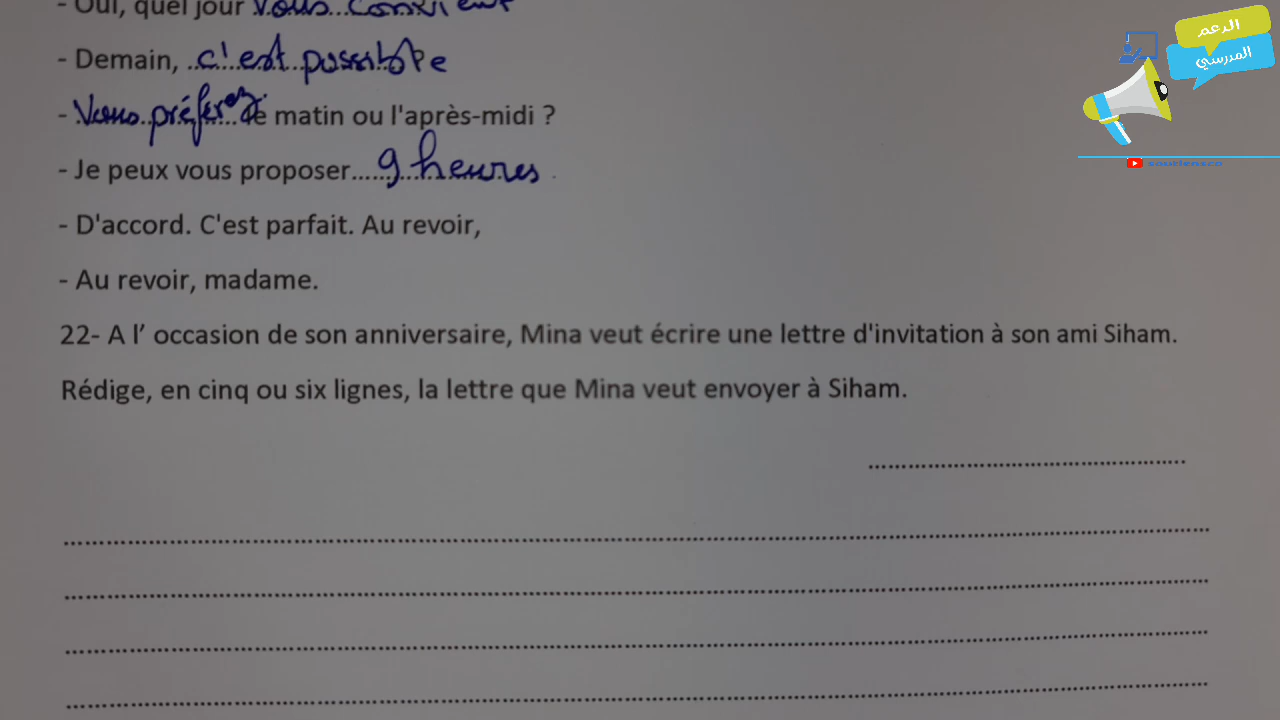 - Oui, quel jour vous convient
- Demain, ..c'est possible
- Vous préférez le matin ou l'après-midi ?
- Je peux vous proposer.....9 heures
- D'accord. C'est parfait. Au revoir,
- Au revoir, madame.
22- A l’ occasion de son anniversaire, Mina veut écrire une lettre d'invitation à son ami Siham.
Rédige, en cinq ou six lignes, la lettre que Mina veut envoyer à Siham.
الدعم
المدرسي